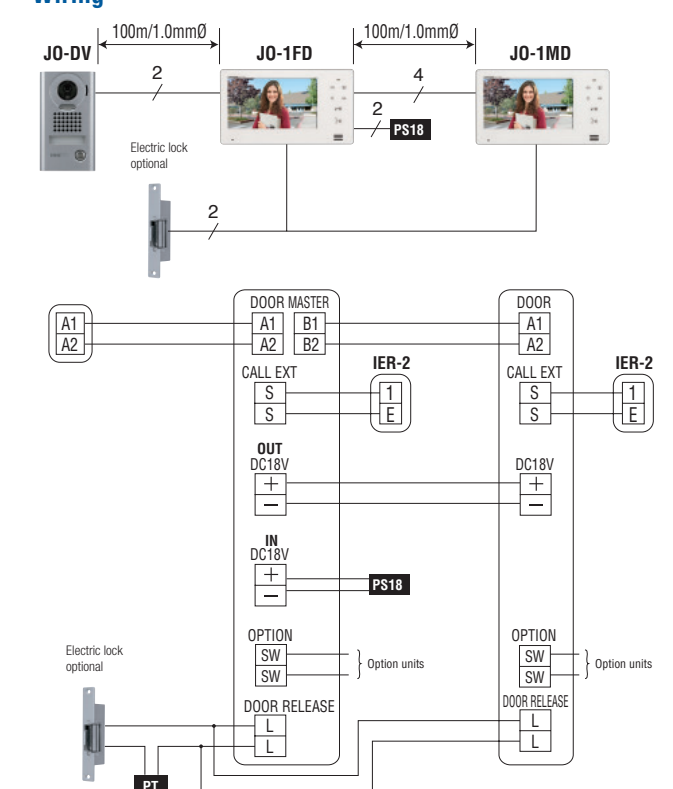 Wiring
100m/1.0mmØ 100m/1.0mmØ
JO-DV JO-1FD JO-1MD
2 4
2 PS18
Electric lock
optional
2
DOOR MASTER DOOR
A1 A1 B1 A1
A2 A2 B2 A2
IER-2 IER-2
CALL EXT CALL EXT
S 1 S 1
S E S E
OUT
DC18V DC18V
+ +
– –
IN
DC18V
+
– PS18
OPTION OPTION
SW SW
Option units Option units
SW SW
Electric lock
optional
DOOR RELEASE DOOR RELEASE
L L
L L
PT